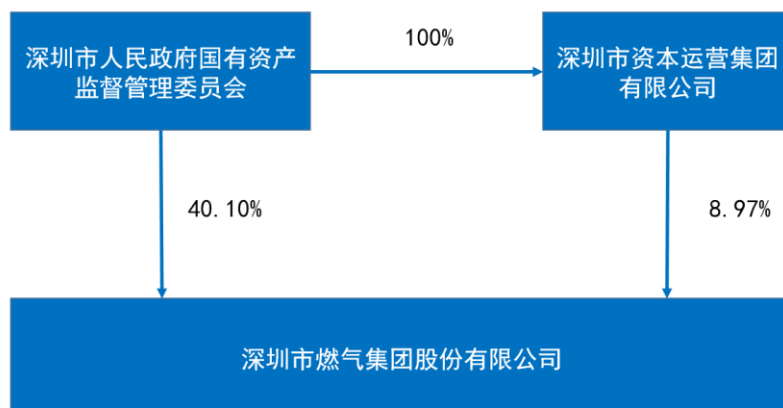 深圳市人民政府国有资产
监督管理委员会
100%
深圳市资本运营集团
有限公司
40.10%
8.97%
深圳市燃气集团股份有限公司